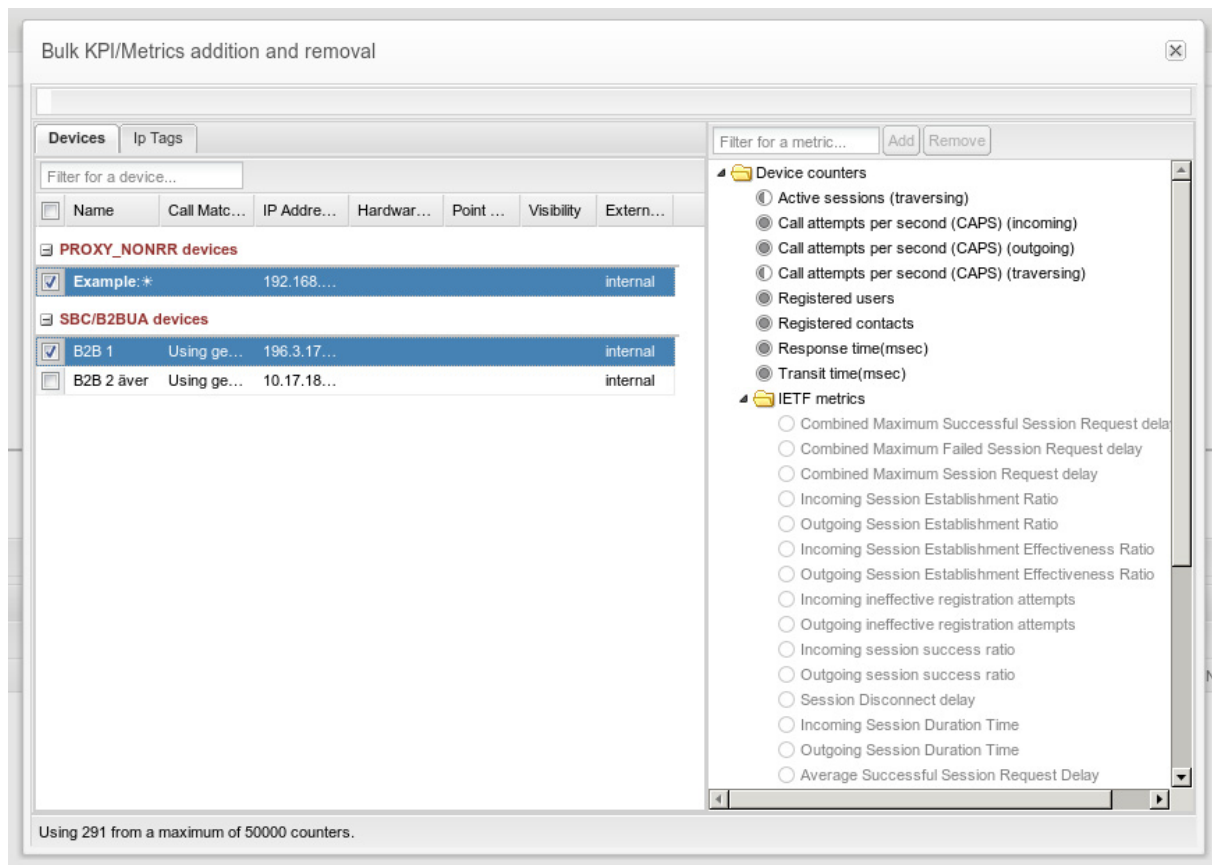 Bulk KPI/Metrics addition and removal
Devices Ip Tags
Filter for a device...
Name Call Matc... IP Addre... Hardwar... Point ... Visibility Extern...
PROXY_NONRR devices
Example:✳ 192.168.... internal
SBC/B2BUA devices
B2B 1 Using ge... 196.3.17... internal
B2B 2 äver Using ge... 10.17.18... internal
Filter for a metric... Add Remove
Device counters
Active sessions (traversing)
Call attempts per second (CAPS) (incoming)
Call attempts per second (CAPS) (outgoing)
Call attempts per second (CAPS) (traversing)
Registered users
Registered contacts
Response time(msec)
Transit time(msec)
IETF metrics
Combined Maximum Successful Session Request dela
Combined Maximum Failed Session Request delay
Combined Maximum Session Request delay
Incoming Session Establishment Ratio
Outgoing Session Establishment Ratio
Incoming Session Establishment Effectiveness Ratio
Outgoing Session Establishment Effectiveness Ratio
Incoming ineffective registration attempts
Outgoing ineffective registration attempts
Incoming session success ratio
Outgoing session success ratio
Session Disconnect delay
Incoming Session Duration Time
Outgoing Session Duration Time
Average Successful Session Request Delay
Using 291 from a maximum of 50000 counters.